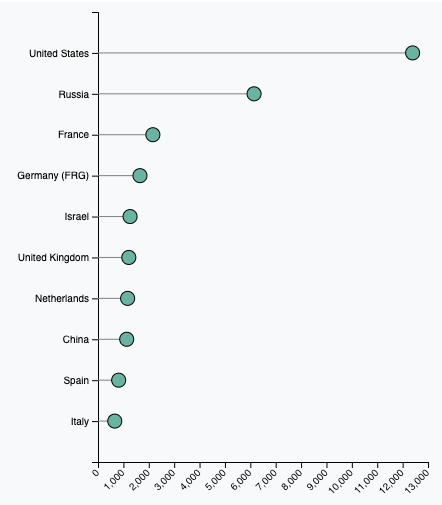 United States
Russia
France
Germany (FRG)
Israel
United Kingdom
Netherlands
China
Spain
Italy
0
1,000
2,000
3,000
4,000
5,000
6,000
7,000
8,000
9,000
10,000
11,000
12,000
13,000